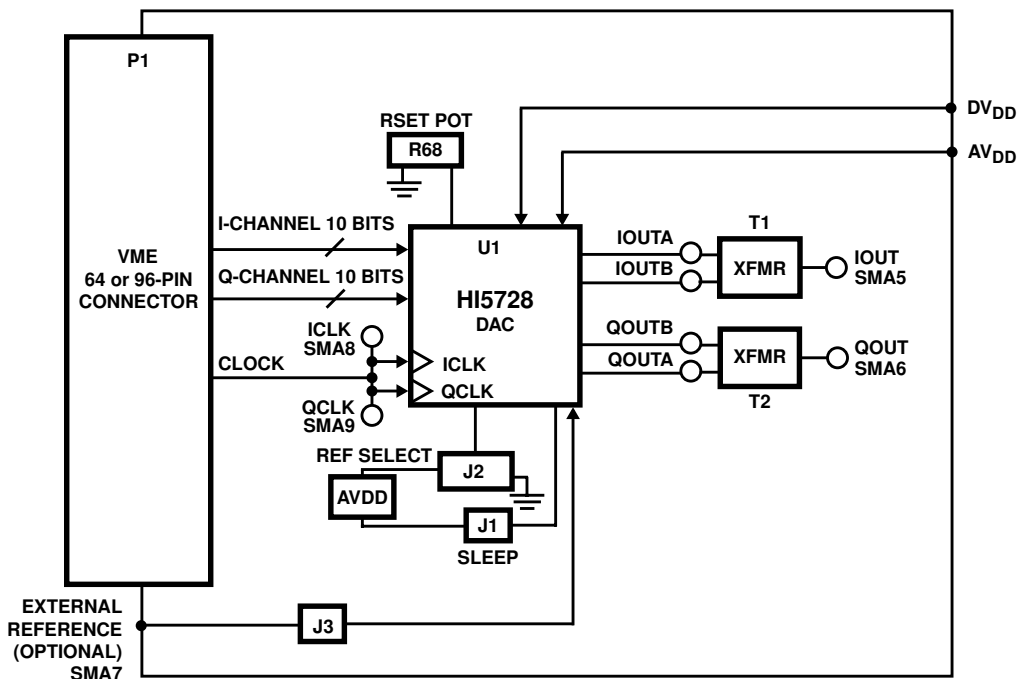 P1
DVDD
AVDD
RSET POT
R68
I-CHANNEL 10 BITS
Q-CHANNEL 10 BITS
VME
64 or 96-PIN
CONNECTOR
U1
HI5728
DAC
ICLK
QCLK
IOUTA
IOUTB
QOUTB
QOUTA
T1
XFMR
IOUT
SMA5
XFMR
T2
QOUT
SMA6
ICLK
SMA8
CLOCK
QCLK
SMA9
REF SELECT
J2
AVDD
J1
SLEEP
EXTERNAL
REFERENCE
(OPTIONAL)
SMA7
J3